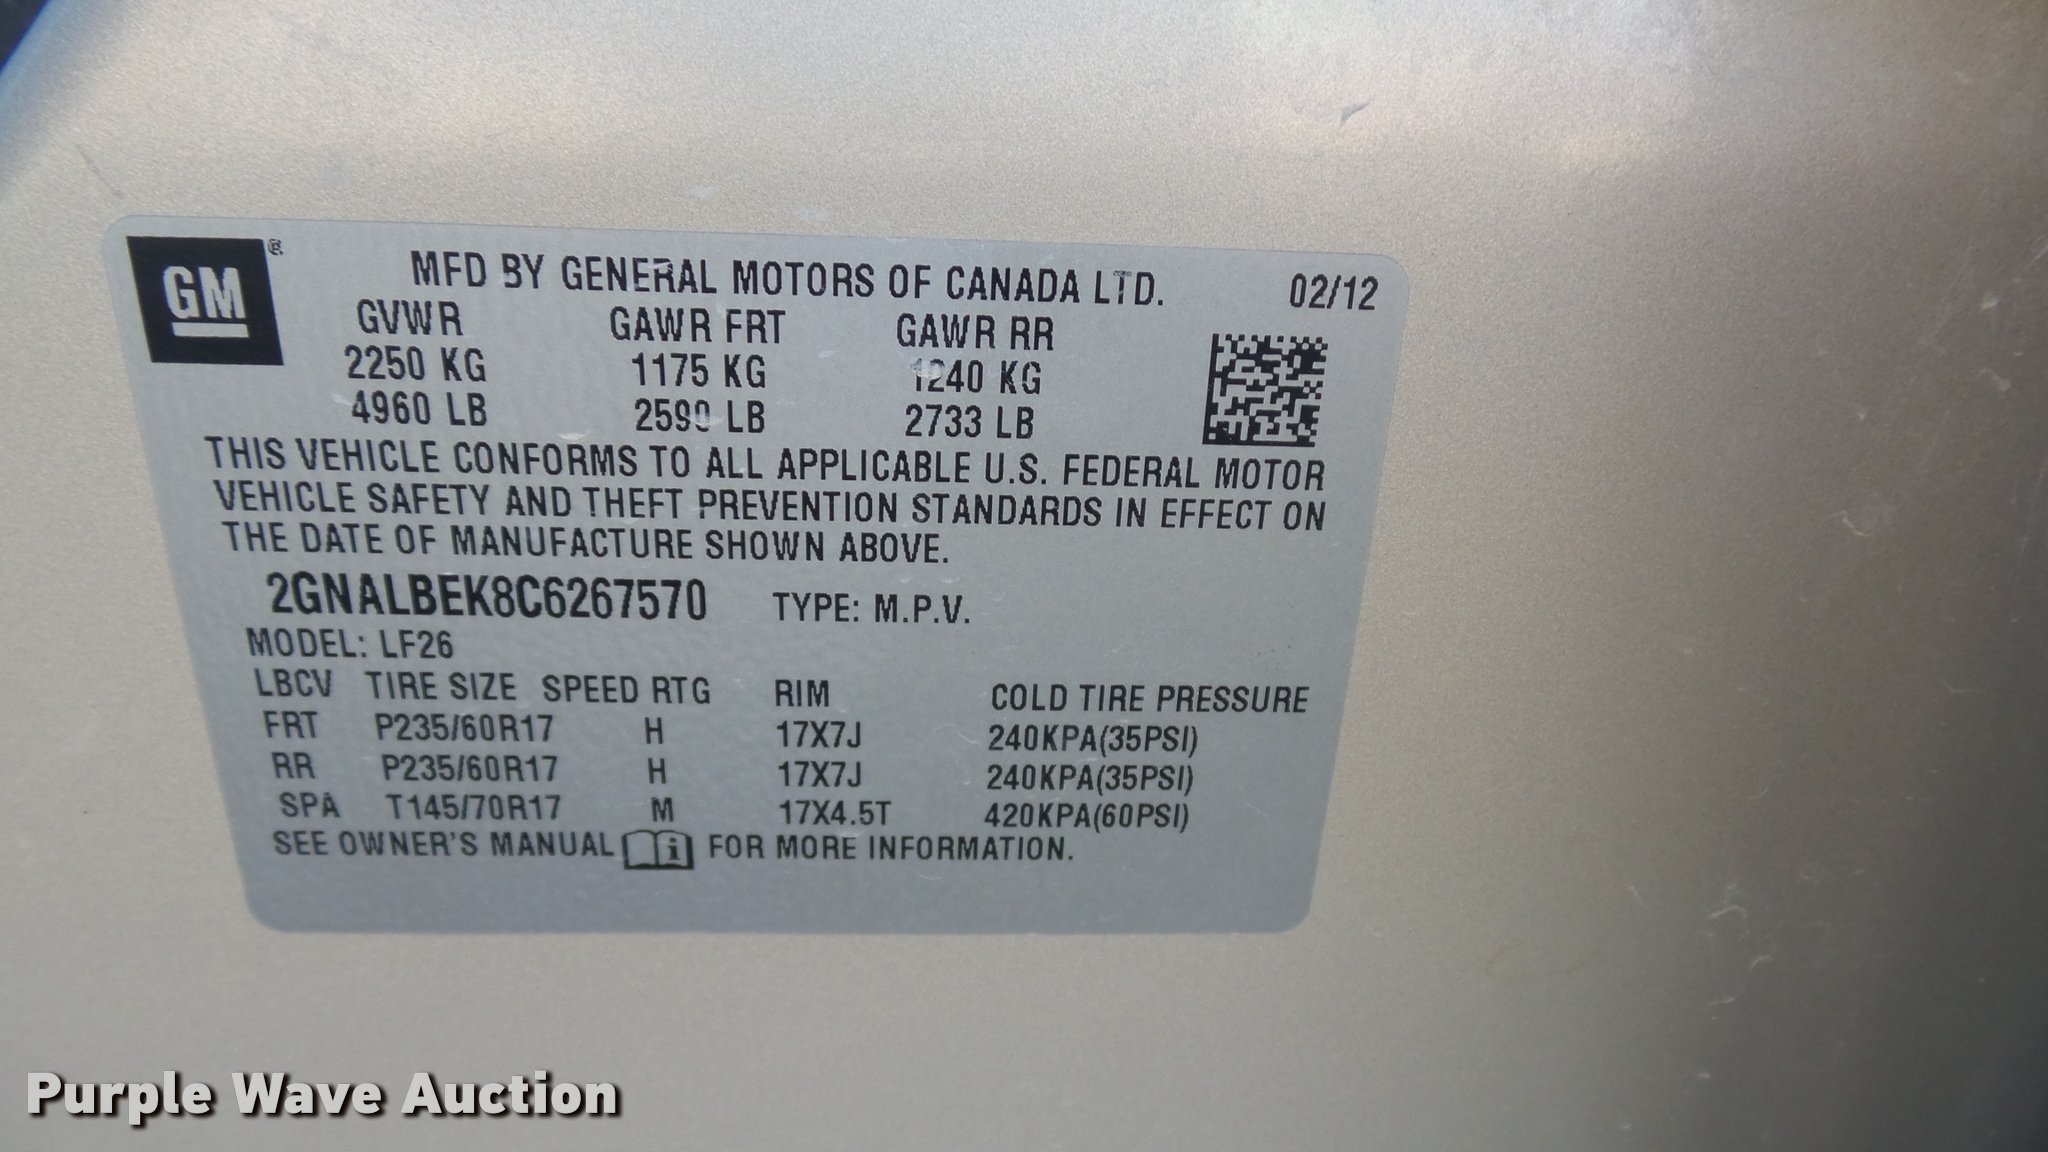 GM ®
MFD BY GENERAL MOTORS OF CANADA LTD. 02/12
GVWR GAWR FRT GAWR RR
2250 KG 1175 KG 1240 KG
4960 LB 2590 LB 2733 LB
THIS VEHICLE CONFORMS TO ALL APPLICABLE U.S. FEDERAL MOTOR
VEHICLE SAFETY AND THEFT PREVENTION STANDARDS IN EFFECT ON
THE DATE OF MANUFACTURE SHOWN ABOVE.
2GNALBEK8C6267570 TYPE: M.P.V.
MODEL: LF26
LBCV TIRE SIZE SPEED RTG RIM COLD TIRE PRESSURE
FRT P235/60R17 H 17X7J 240KPA(35PSI)
RR P235/60R17 H 17X7J 240KPA(35PSI)
SPA T145/70R17 M 17X4.5T 420KPA(60PSI)
SEE OWNER'S MANUAL i FOR MORE INFORMATION.
Purple Wave Auction